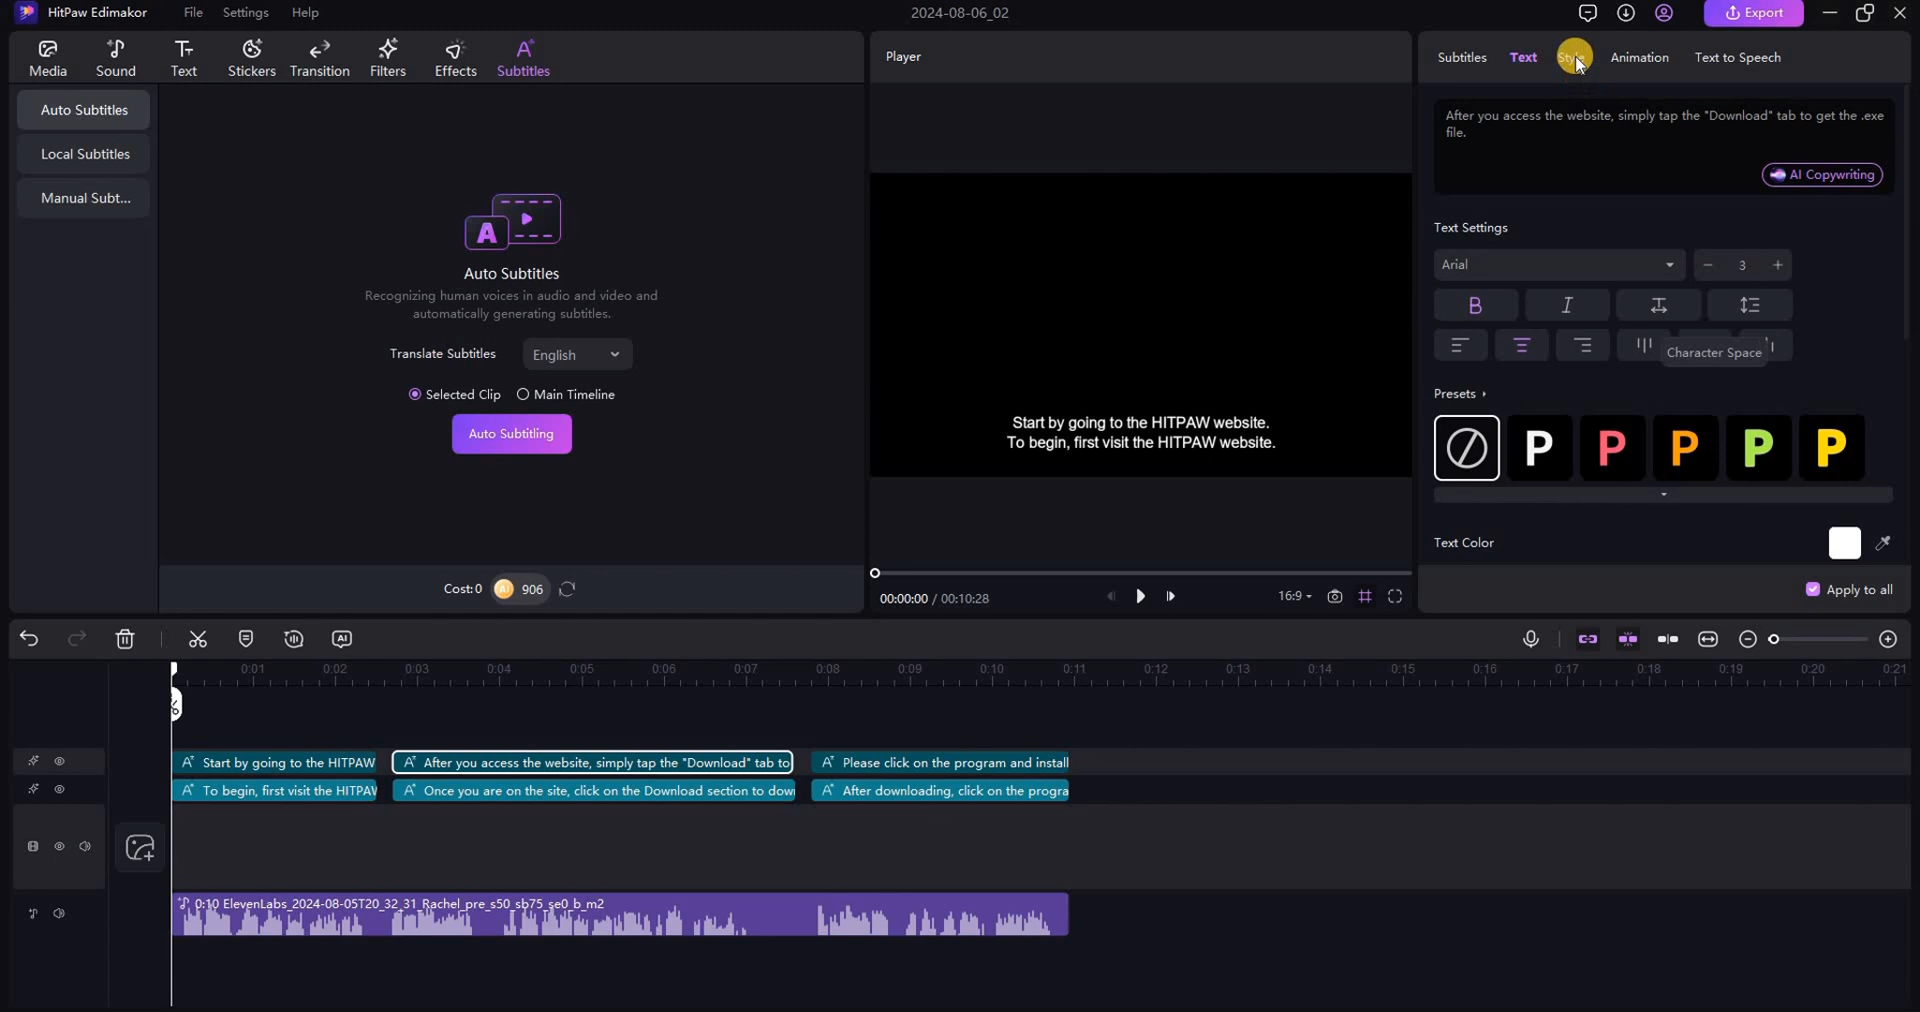 HitPaw Edimakor
File
Settings
Help
2024-08-06_02
Export
Media
Sound
Text
Stickers
Transition
Filters
Effects
Subtitles
Auto Subtitles
Local Subtitles
Manual Subt...
A
Auto Subtitles
Recognizing human voices in audio and video and
automatically generating subtitles.
Translate Subtitles
English
Selected Clip
Main Timeline
Auto Subtitling
Cost:0
AI
906
Player
Start by going to the HITPAW website.
To begin, first visit the HITPAW website.
00:00:00 / 00:10:28
16:9
Subtitles
Text
Style
Animation
Text to Speech
After you access the website, simply tap the "Download" tab to get the .exe
file.
AI Copywriting
Text Settings
Arial
3
B
I
Character Space
Presets
P
P
P
P
P
Text Color
Apply to all
AI
0:01
0:02
0:03
0:04
0:05
0:06
0:07
0:08
0:09
0:10
0:11
0:12
0:13
0:14
0:15
0:16
0:17
0:18
0:19
0:20
0:21
Start by going to the HITPAW
After you access the website, simply tap the "Download" tab to
Please click on the program and install
To begin, first visit the HITPAW
Once you are on the site, click on the Download section to dow
After downloading, click on the progra
0:10 ElevenLabs_2024-08-05T20_32_31_Rachel_pre_s50_sb75_se0_b_m2